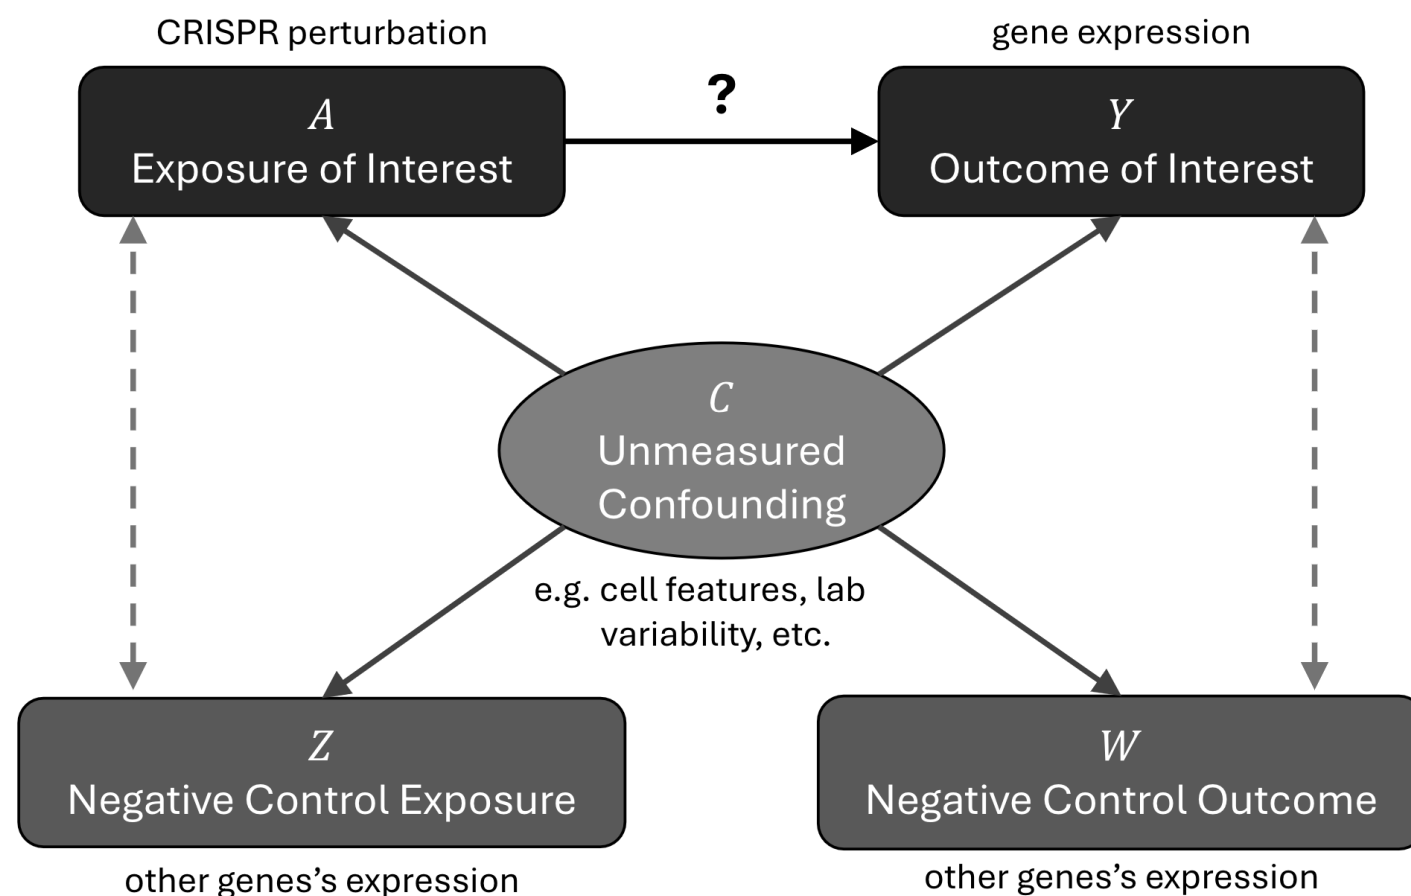 CRISPR perturbation
gene expression
A
Exposure of Interest
?
Y
Outcome of Interest
C
Unmeasured
Confounding
e.g. cell features, lab
variability, etc.
Z
Negative Control Exposure
W
Negative Control Outcome
other genes's expression
other genes's expression